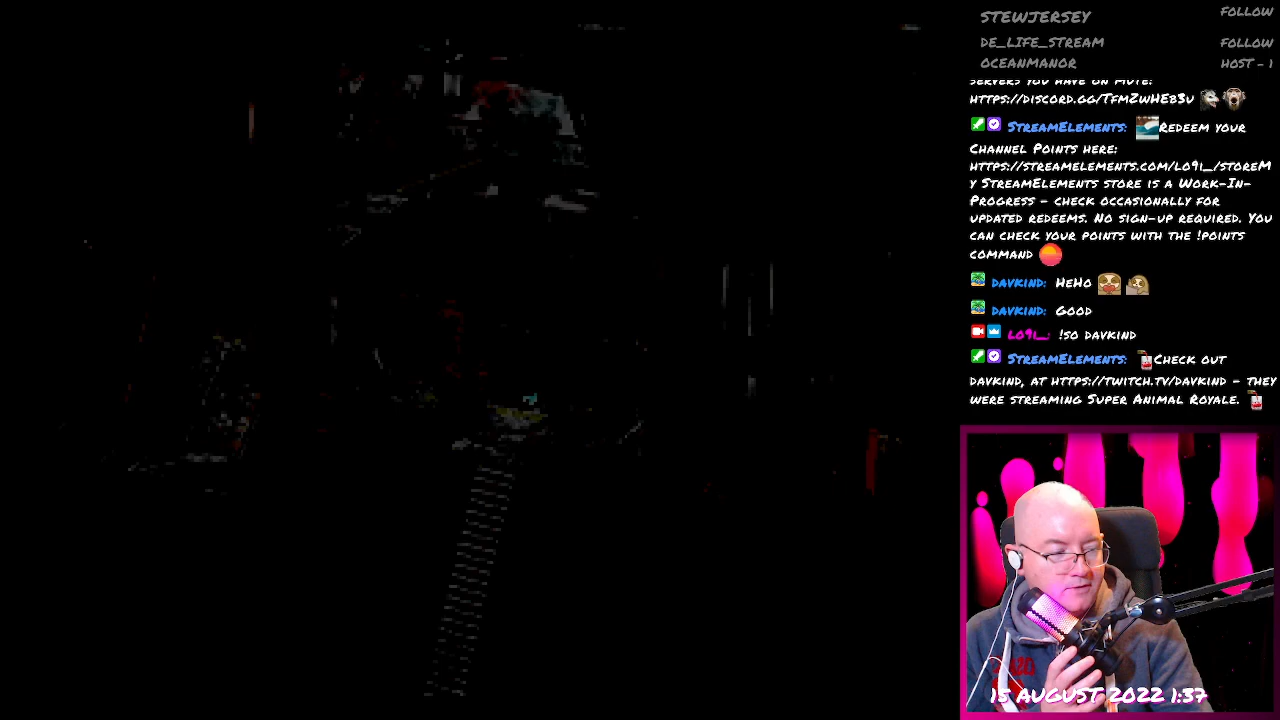 STEWJERSEY FOLLOW
DE_LIFE_STREAM FOLLOW
OCEANMANOR HOST - 1
SERVERS YOU HAVE ON MUTE:
HTTPS://DISCORD.GG/TFMZWHEB3U
STREAMELEMENTS: REDEEM YOUR
CHANNEL POINTS HERE:
HTTPS://STREAMELEMENTS.COM/LO9I_/STOREM
Y STREAMELEMENTS STORE IS A WORK-IN-
PROGRESS - CHECK OCCASIONALLY FOR
UPDATED REDEEMS. NO SIGN-UP REQUIRED. YOU
CAN CHECK YOUR POINTS WITH THE !POINTS
COMMAND
DAVKIND: HEHO
DAVKIND: GOOD
LO9I_: !SO DAVKIND
STREAMELEMENTS: CHECK OUT
DAVKIND, AT HTTPS://TWITCH.TV/DAVKIND - THEY
WERE STREAMING SUPER ANIMAL ROYALE.
15 AUGUST 2022 1:37